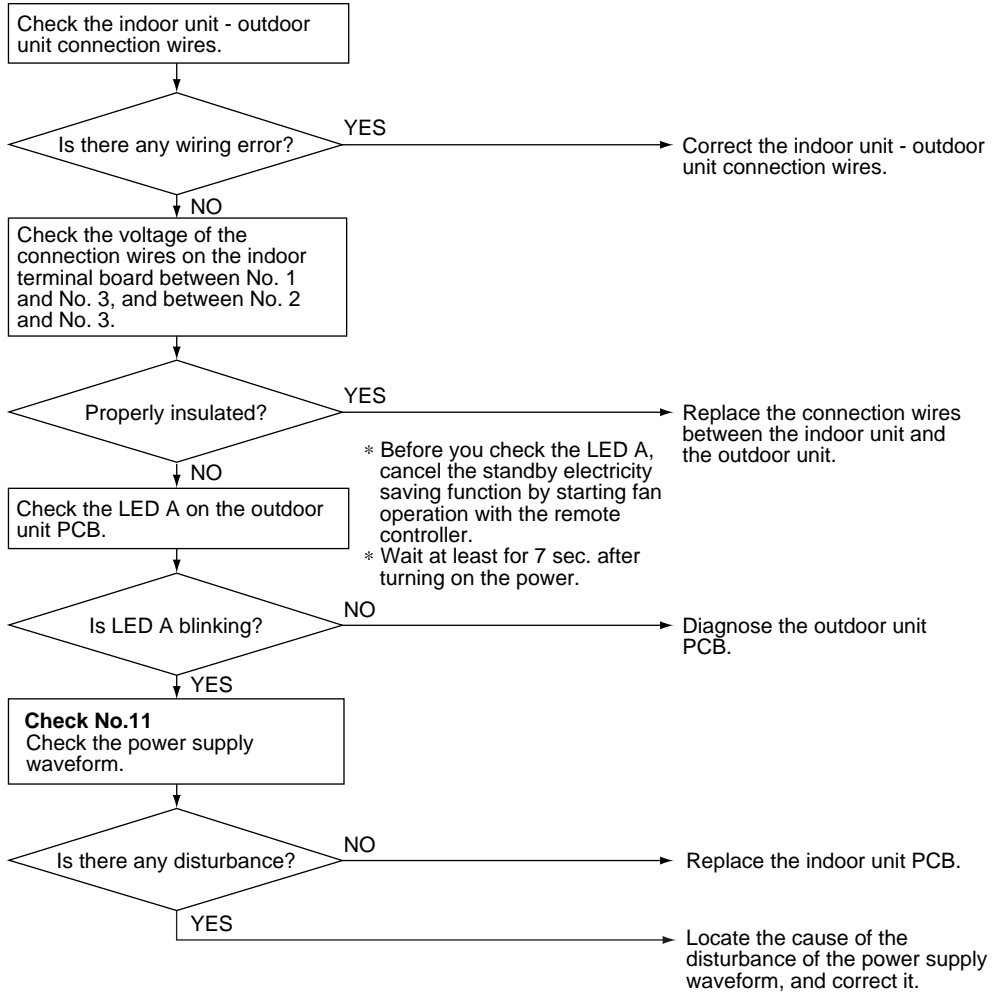 Check the indoor unit - outdoor
unit connection wires.
Is there any wiring error?
YES
Correct the indoor unit - outdoor
unit connection wires.
NO
Check the voltage of the
connection wires on the indoor
terminal board between No. 1
and No. 3, and between No. 2
and No. 3.
Properly insulated?
YES
Replace the connection wires
between the indoor unit and
the outdoor unit.
NO
* Before you check the LED A,
cancel the standby electricity
saving function by starting fan
operation with the remote
controller.
* Wait at least for 7 sec. after
turning on the power.
Check the LED A on the outdoor
unit PCB.
Is LED A blinking?
NO
Diagnose the outdoor unit
PCB.
YES
Check No.11
Check the power supply
waveform.
Is there any disturbance?
NO
Replace the indoor unit PCB.
YES
Locate the cause of the
disturbance of the power supply
waveform, and correct it.